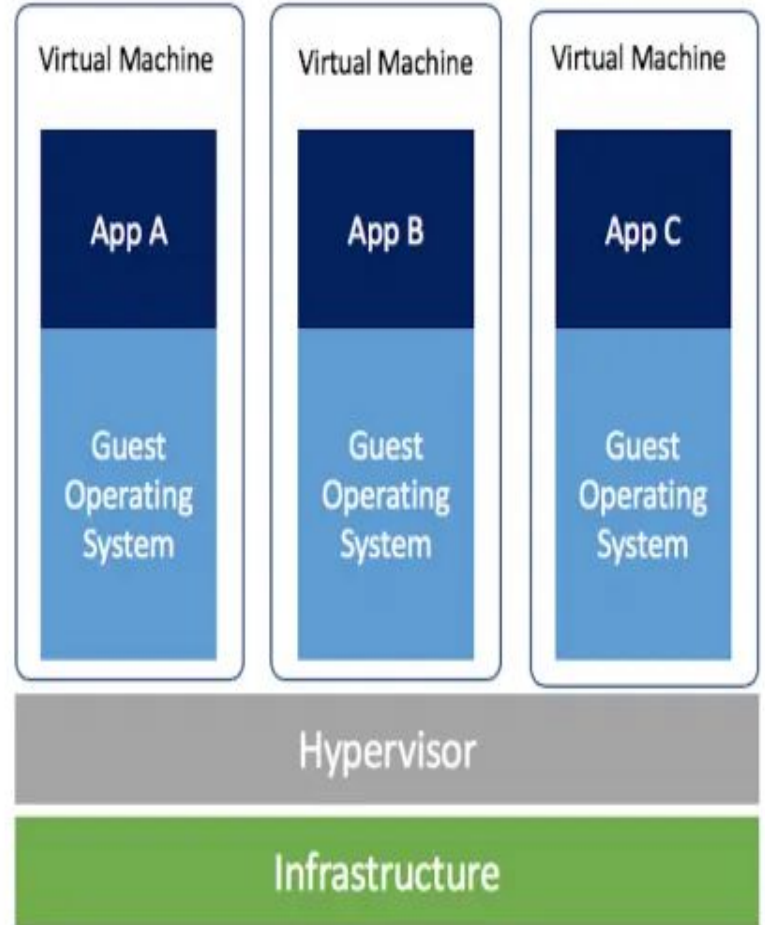 Virtual Machine
Virtual Machine
Virtual Machine
App A
App B
App C
Guest
Operating
System
Guest
Operating
System
Guest
Operating
System
Hypervisor
Infrastructure